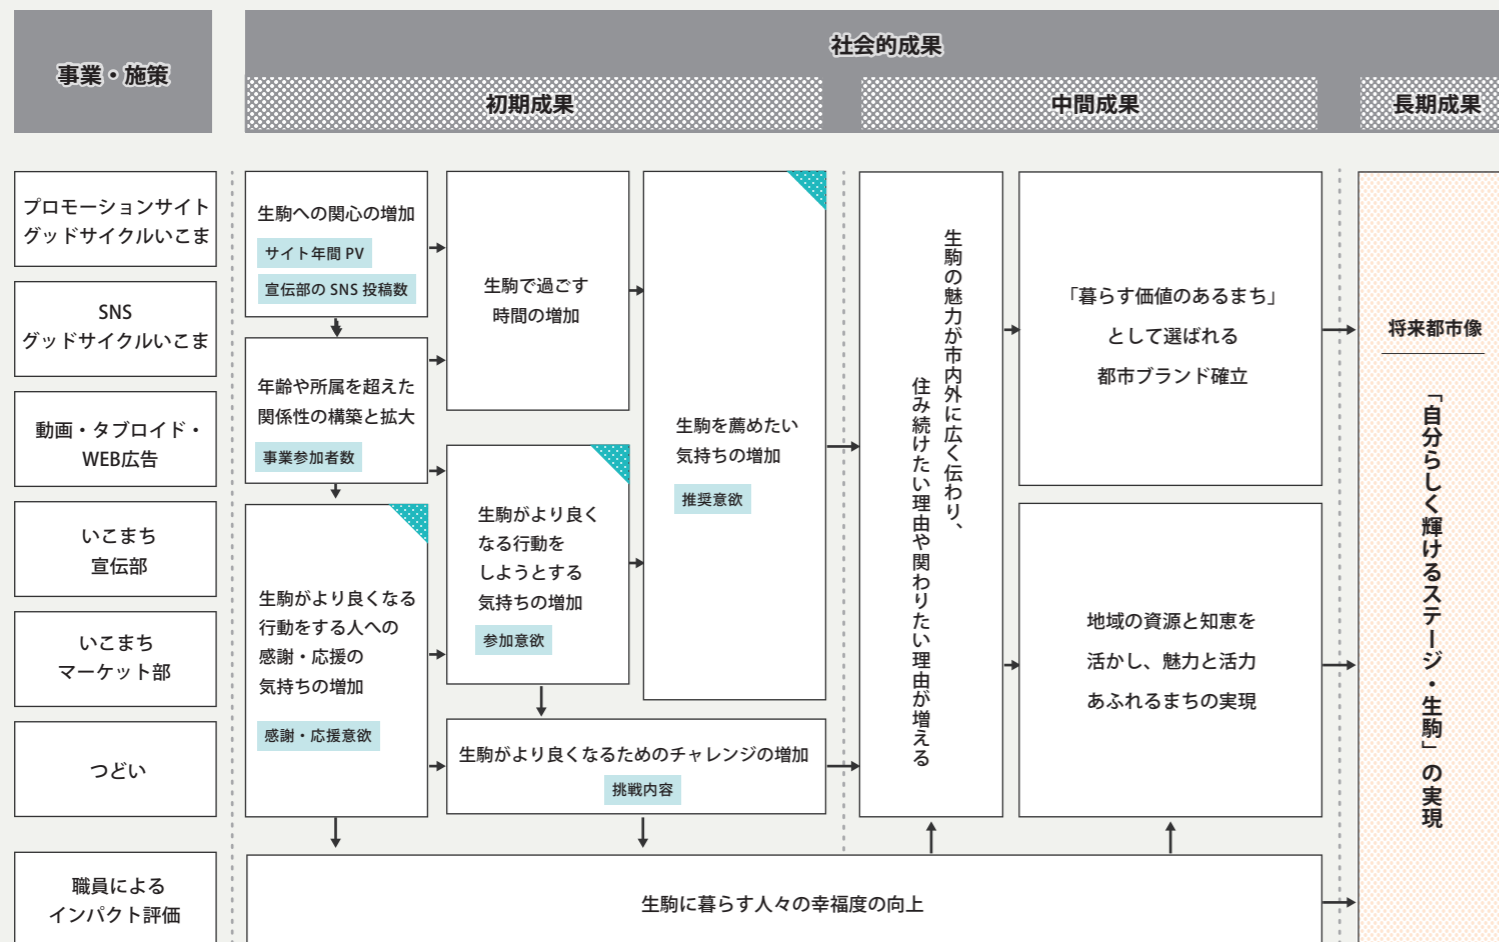 事業・施策
社会的成果
初期成果
中間成果
長期成果
プロモーションサイト
グッドサイクルいこま
SNS
グッドサイクルいこま
動画・タブロイド・
WEB広告
いこまち
宣伝部
いこまち
マーケット部
つどい
職員による
インパクト評価
生駒への関心の増加
サイト年間 PV
宣伝部の SNS 投稿数
年齢や所属を超えた
関係性の構築と拡大
事業参加者数
生駒がより良くなる
行動をする人への
感謝・応援の
気持ちの増加
感謝・応援意欲
生駒で過ごす
時間の増加
生駒がより良く
なる行動を
しようとする
気持ちの増加
参加意欲
生駒を薦めたい
気持ちの増加
推奨意欲
生駒がより良くなるためのチャレンジの増加
挑戦内容
生駒の魅力が市内外に広く伝わり、
住み続けたい理由や関わりたい理由が増える
「暮らす価値のあるまち」
として選ばれる
都市ブランド確立
地域の資源と知恵を
活かし、魅力と活力
あふれるまちの実現
生駒に暮らす人々の幸福度の向上
将来都市像
「自分らしく輝けるステージ・生駒」の実現